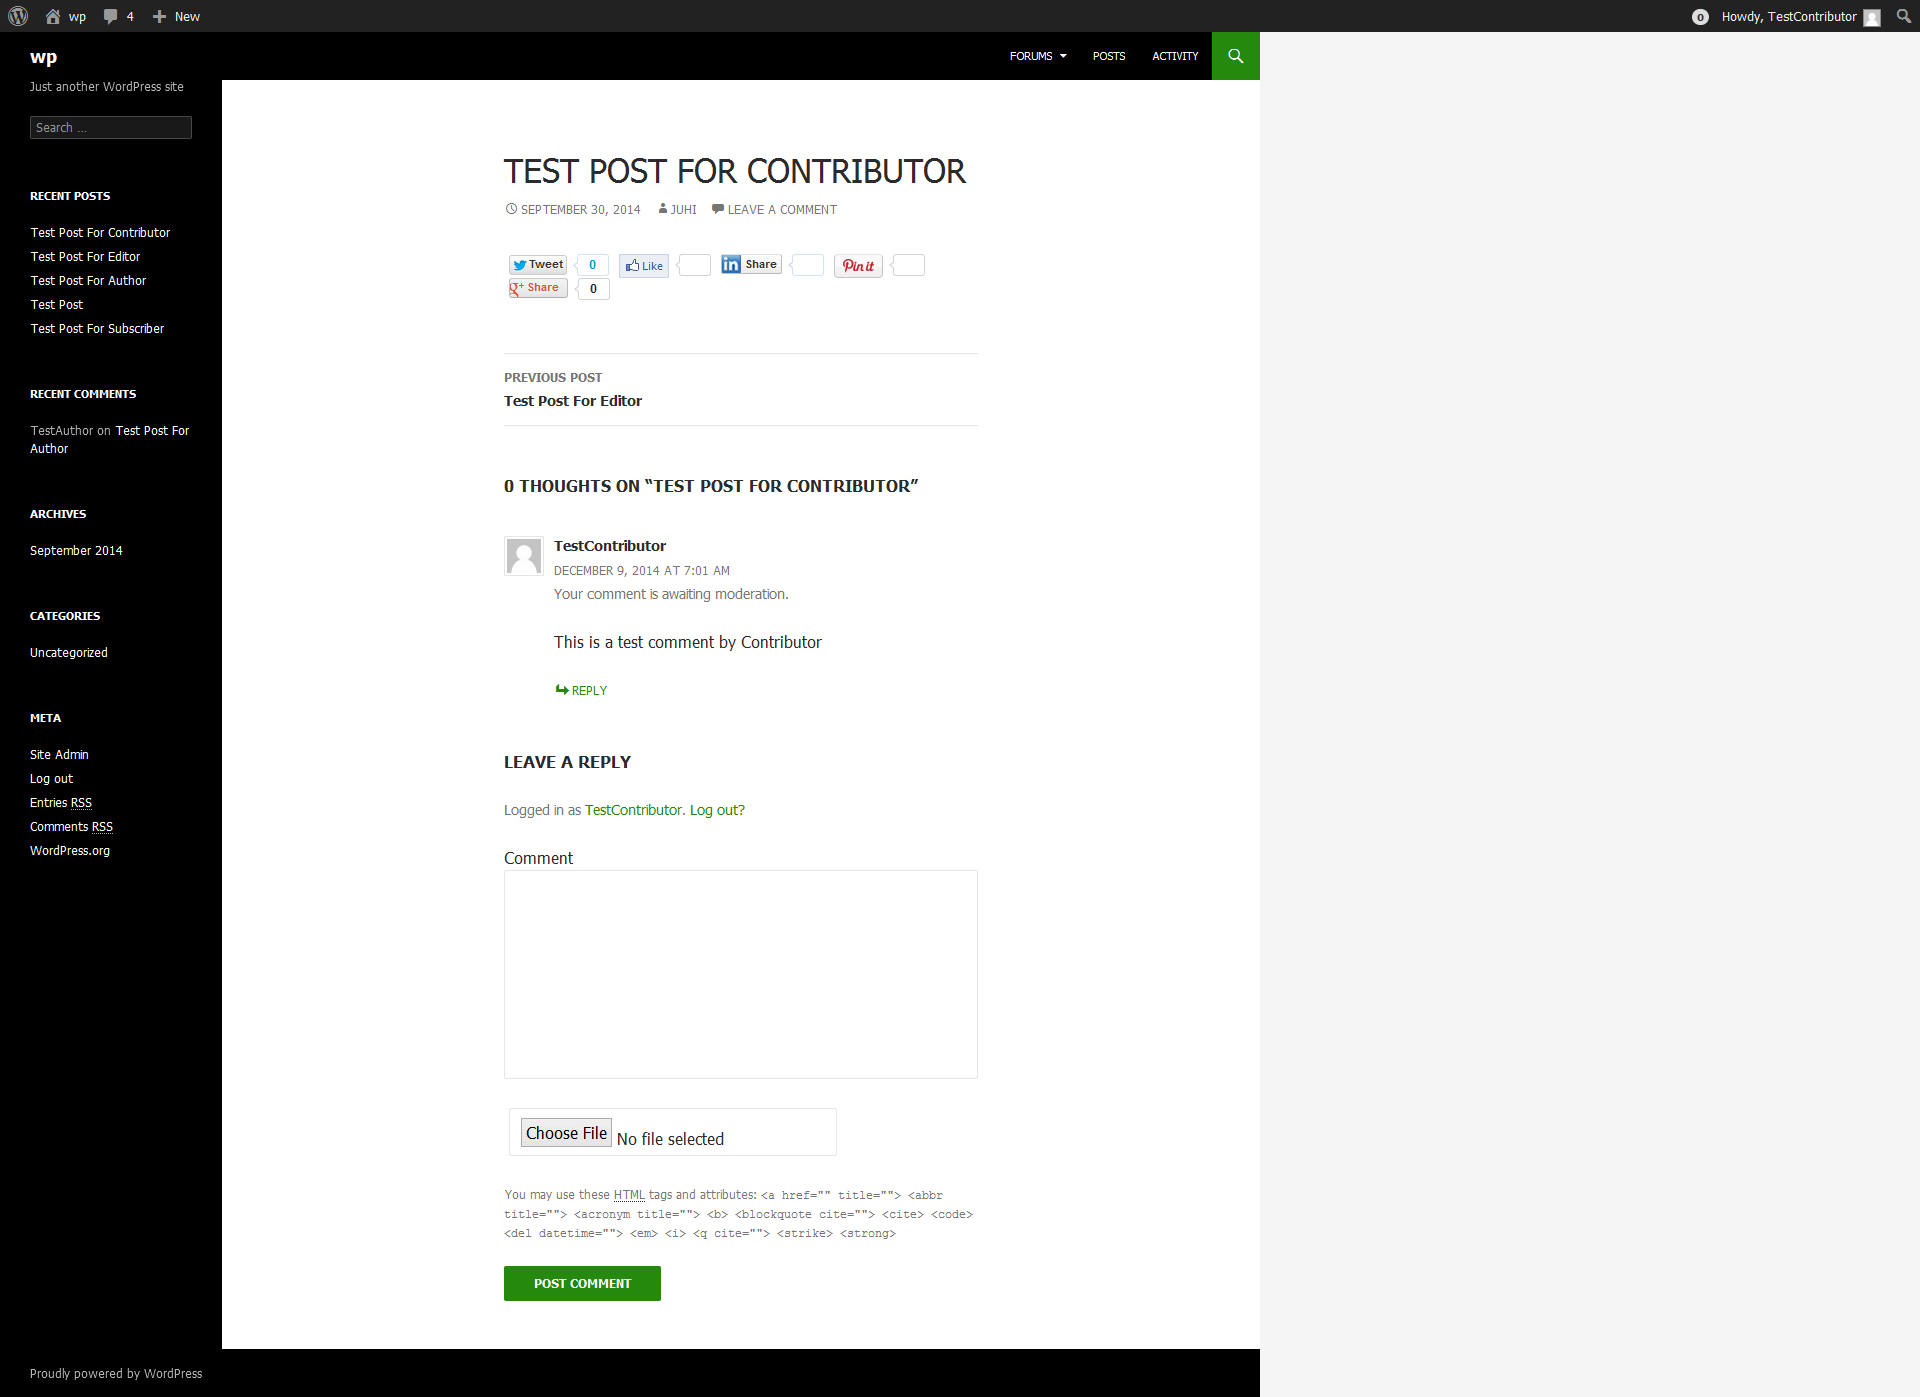 wp 4 New 0 Howdy, TestContributor
wp
Just another WordPress site
Search ...
RECENT POSTS
Test Post For Contributor
Test Post For Editor
Test Post For Author
Test Post
Test Post For Subscriber
RECENT COMMENTS
TestAuthor on Test Post For
Author
ARCHIVES
September 2014
CATEGORIES
Uncategorized
META
Site Admin
Log out
Entries RSS
Comments RSS
WordPress.org
FORUMS POSTS ACTIVITY
TEST POST FOR CONTRIBUTOR
SEPTEMBER 30, 2014 JUHI LEAVE A COMMENT
Tweet 0 Like in Share Pin it
g+ Share 0
PREVIOUS POST
Test Post For Editor
0 THOUGHTS ON “TEST POST FOR CONTRIBUTOR”
TestContributor
DECEMBER 9, 2014 AT 7:01 AM
Your comment is awaiting moderation.
This is a test comment by Contributor
REPLY
LEAVE A REPLY
Logged in as TestContributor. Log out?
Comment
Choose File No file selected
You may use these HTML tags and attributes: <a href="" title=""> <abbr
title=""> <acronym title=""> <b> <blockquote cite=""> <cite> <code>
<del datetime=""> <em> <i> <q cite=""> <strike> <strong>
POST COMMENT
Proudly powered by WordPress